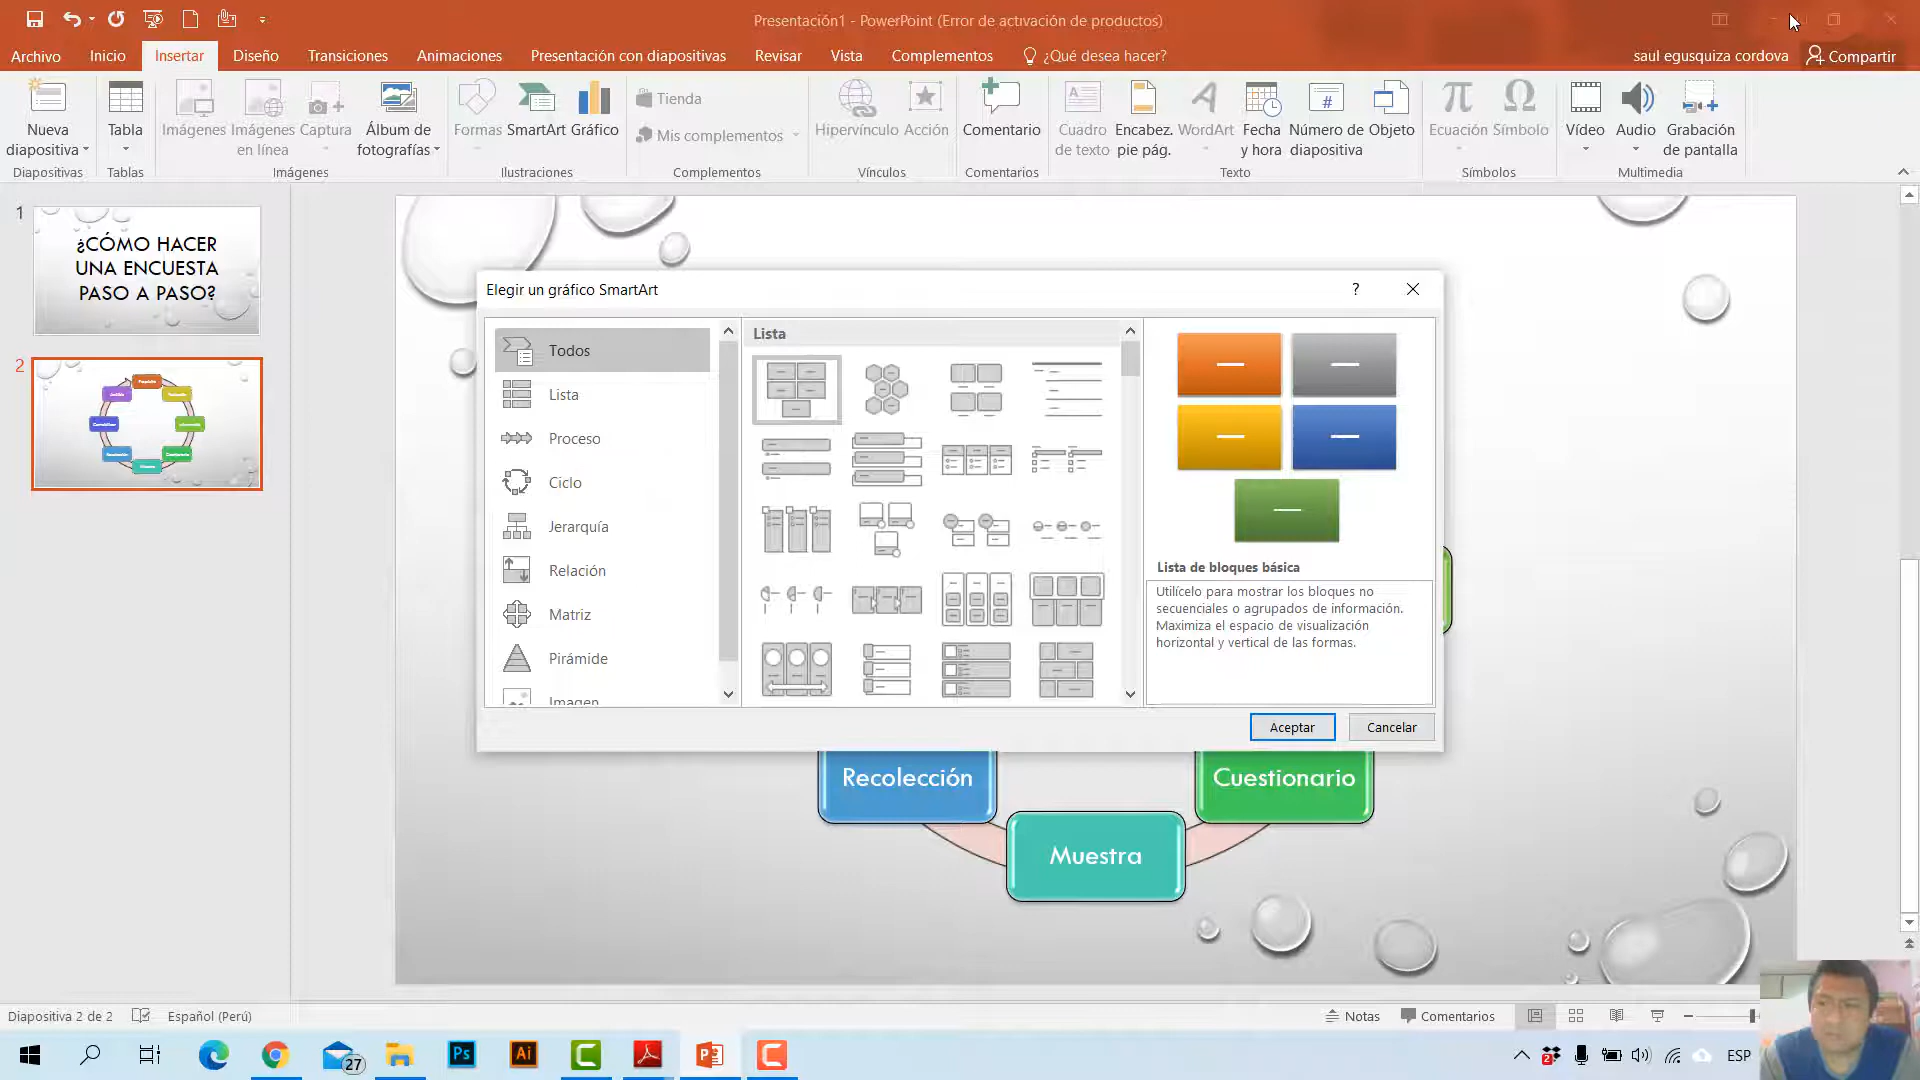 Presentación1 - PowerPoint (Error de activación de productos)
Archivo
Inicio
Insertar
Diseño
Transiciones
Animaciones
Presentación con diapositivas
Revisar
Vista
Complementos
¿Qué desea hacer?
saul egusquiza cordova
Compartir
Nueva
diapositiva
Tabla
Imágenes
Imágenes
en línea
Captura
Álbum de
fotografías
Formas
SmartArt
Gráfico
Tienda
Mis complementos
Hipervínculo
Acción
Comentario
Cuadro
de texto
Encabez.
pie pág.
WordArt
Fecha
y hora
Número de
diapositiva
Objeto
Ecuación
Símbolo
Vídeo
Audio
Grabación
de pantalla
Diapositivas
Tablas
Imágenes
Ilustraciones
Complementos
Vínculos
Comentarios
Texto
Símbolos
Multimedia
1
¿CÓMO HACER
UNA ENCUESTA
PASO A PASO?
2
Elegir un gráfico SmartArt
?
Todos
Lista
Proceso
Ciclo
Jerarquía
Relación
Matriz
Pirámide
Imagen
Lista
Lista de bloques básica
Utilícelo para mostrar los bloques no
secuenciales o agrupados de información.
Maximiza el espacio de visualización
horizontal y vertical de las formas.
Aceptar
Cancelar
Recolección
Cuestionario
Muestra
Diapositiva 2 de 2
Español (Perú)
Notas
Comentarios
27
Ps
Ai
2
ESP